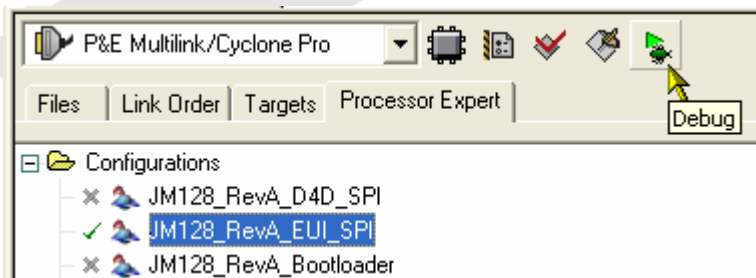 P&E Multilink/Cyclone Pro
Files Link Order Targets Processor Expert
Debug
Configurations
JM128_RevA_D4D_SPI
JM128_RevA_EUI_SPI
JM128_RevA_Bootloader